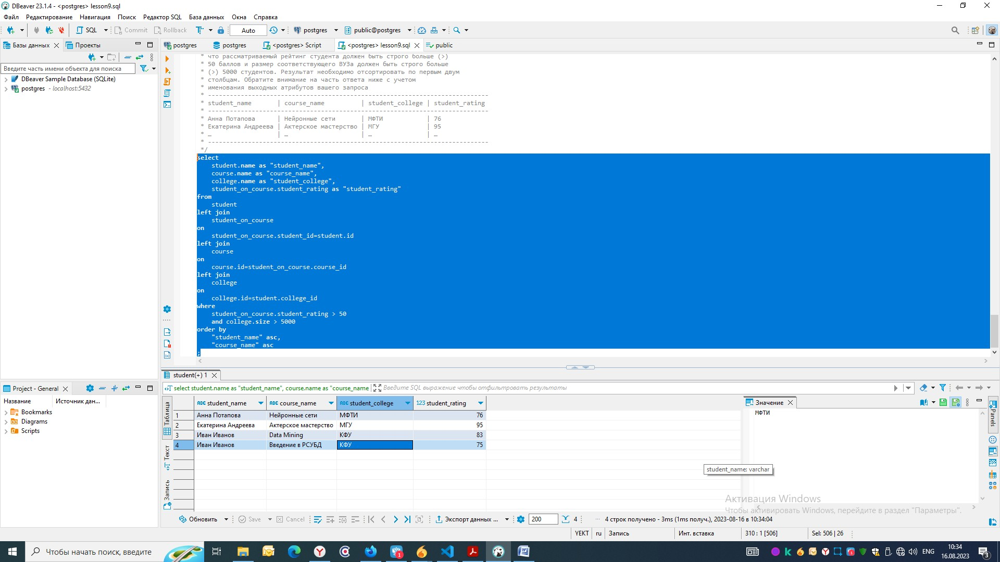 DBeaver 23.1.4 - <postgres> lesson9.sql
Файл Редактирование Навигация Поиск Редактор SQL База данных Окна Справка
SQL Commit Rollback Auto postgres public@postgres
Базы данных Проекты
postgres postgres <postgres> Script <postgres> lesson9.sql public
Введите часть имени объекта для поиска
DBeaver Sample Database (SQLite)
postgres - localhost:5432
* что рассматриваемый рейтинг студента должен быть строго больше (>)
* 50 баллов и размер соответствующего ВУЗа должен быть строго больше
* (>) 5000 студентов. Результат необходимо отсортировать по первым двум
* столбцам. Обратите внимание на часть ответа ниже с учетом
* именования выходных атрибутов вашего запроса
* -----------------------------------------------------------------------------
* student_name | course_name | student_college | student_rating
* -----------------------------------------------------------------------------
* Анна Потапова | Нейронные сети | МФТИ | 76
* Екатерина Андреева | Актерское мастерство | МГУ | 95
* … | … | … | …
* -----------------------------------------------------------------------------
*/
select
student.name as "student_name",
course.name as "course_name",
college.name as "student_college",
student_on_course.student_rating as "student_rating"
from
student
left join
student_on_course
on
student_on_course.student_id=student.id
left join
course
on
course.id=student_on_course.course_id
left join
college
on
college.id=student.college_id
where
student_on_course.student_rating > 50
and college.size > 5000
order by
"student_name" asc,
"course_name" asc
;
Project - General
Название Источник дан...
Bookmarks
Diagrams
Scripts
student(+) 1
select student.name as "student_name", course.name as "course_name Введите SQL выражение чтобы отфильтровать результаты
Таблица
Текст
Запись
ABC student_name ABC course_name ABC student_college 123 student_rating
1 Анна Потапова Нейронные сети МФТИ 76
2 Екатерина Андреева Актерское мастерство МГУ 95
3 Иван Иванов Data Mining КФУ 83
4 Иван Иванов Введение в РСУБД КФУ 75
Значение
МФТИ
Panels
student_name: varchar
Активация Windows
Чтобы активировать Windows, перейдите в раздел "Параметры".
Обновить Save Cancel Экспорт данных ... 200 4 ... 4 строк получено - 3ms (1ms получ.), 2023-08-16 в 10:34:04
YEKT ru Запись Инт. вставка 310 : 1 [506] Sel: 506 | 26
Чтобы начать поиск, введите
ENG
10:34
16.08.2023
3